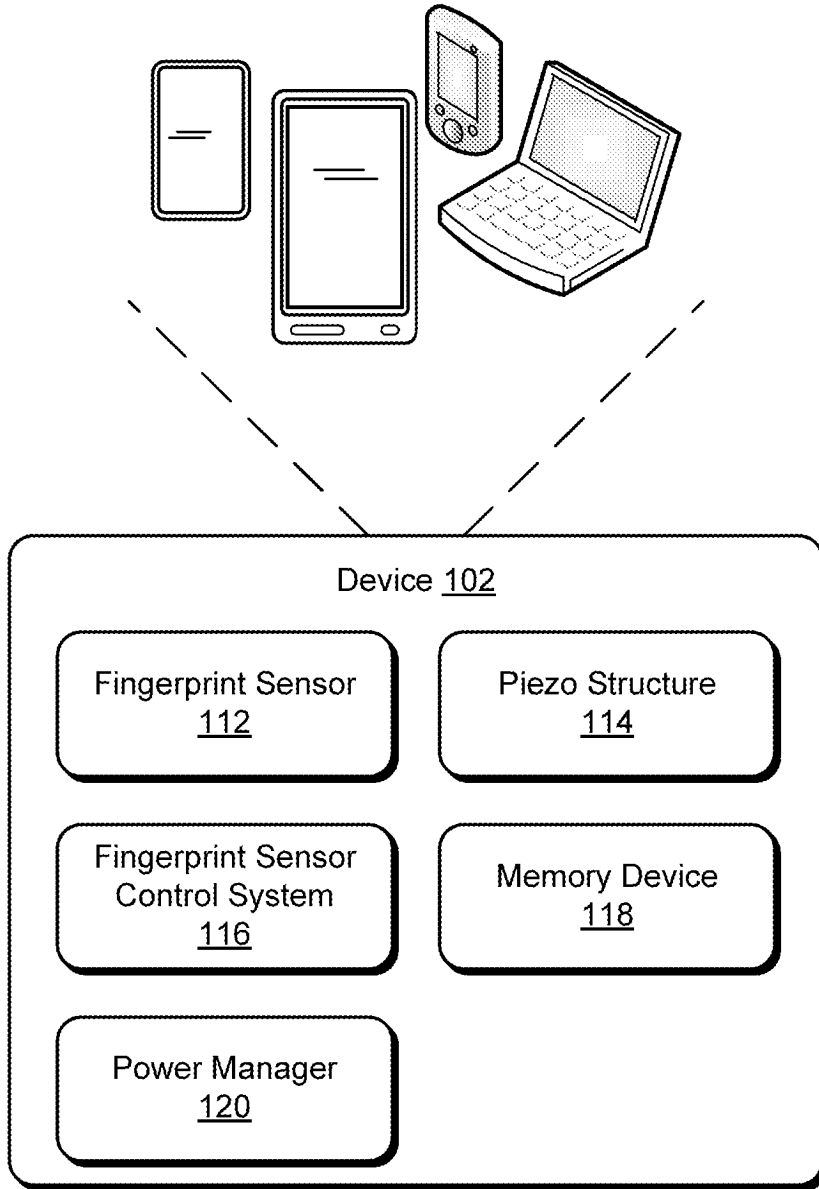 Device 102
Fingerprint Sensor
112
Piezo Structure
114
Fingerprint Sensor
Control System
116
Memory Device
118
Power Manager
120